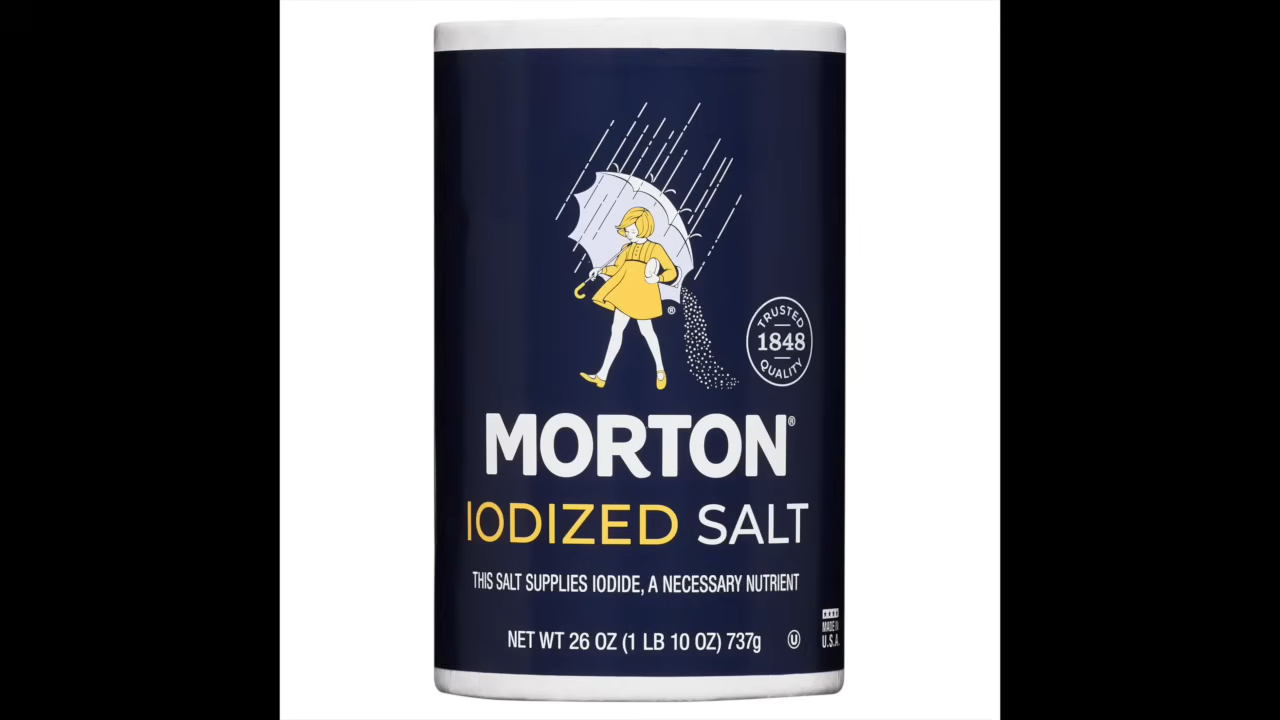 ®
TRUSTED
1848
QUALITY
MORTON®
IODIZED SALT
THIS SALT SUPPLIES IODIDE, A NECESSARY NUTRIENT
NET WT 26 OZ (1 LB 10 OZ) 737g
U
MADE IN
U.S.A.